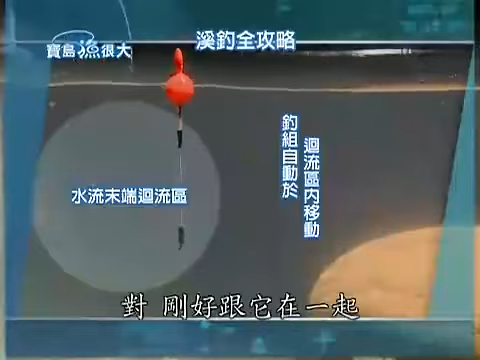 寶島漁很大
溪釣全攻略
釣組自動於
迴流區內移動
水流末端迴流區
對 剛好跟它在一起